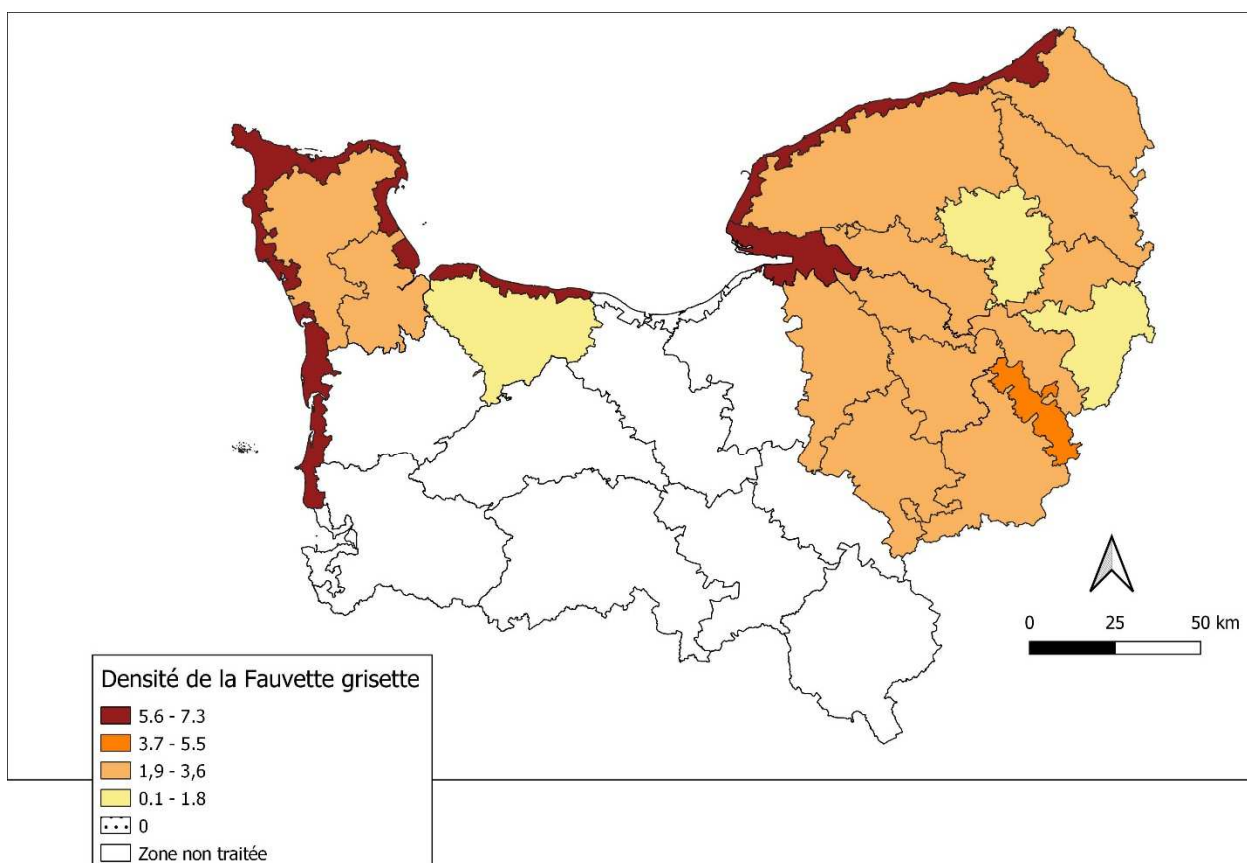 0 25 50 km
Densité de la Fauvette grisette
5.6 - 7.3
3.7 - 5.5
1,9 - 3,6
0.1 - 1.8
0
Zone non traitée